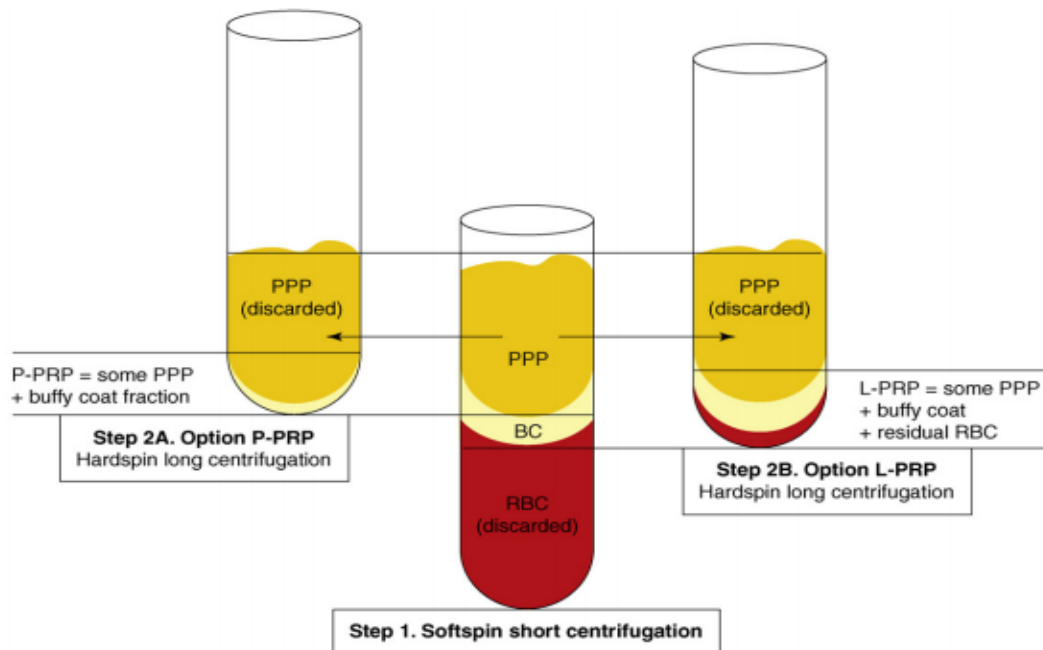 PPP
(discarded)
P-PRP = some PPP
+ buffy coat fraction
Step 2A. Option P-PRP
Hardspin long centrifugation
PPP
BC
RBC
(discarded)
Step 1. Softspin short centrifugation
PPP
(discarded)
L-PRP = some PPP
+ buffy coat
+ residual RBC
Step 2B. Option L-PRP
Hardspin long centrifugation